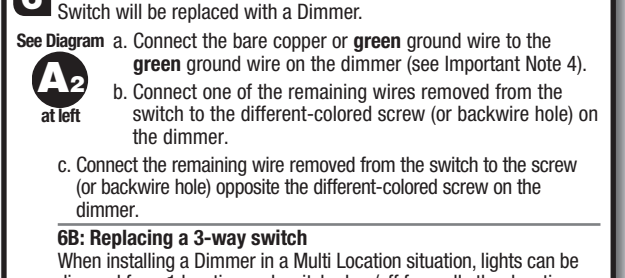 Switch will be replaced with a Dimmer.
See Diagram
A2
at left
a. Connect the bare copper or green ground wire to the
green ground wire on the dimmer (see Important Note 4).
b. Connect one of the remaining wires removed from the
switch to the different-colored screw (or backwire hole) on
the dimmer.
c. Connect the remaining wire removed from the switch to the screw
(or backwire hole) opposite the different-colored screw on the
dimmer.
6B: Replacing a 3-way switch
When installing a Dimmer in a Multi Location situation, lights can be